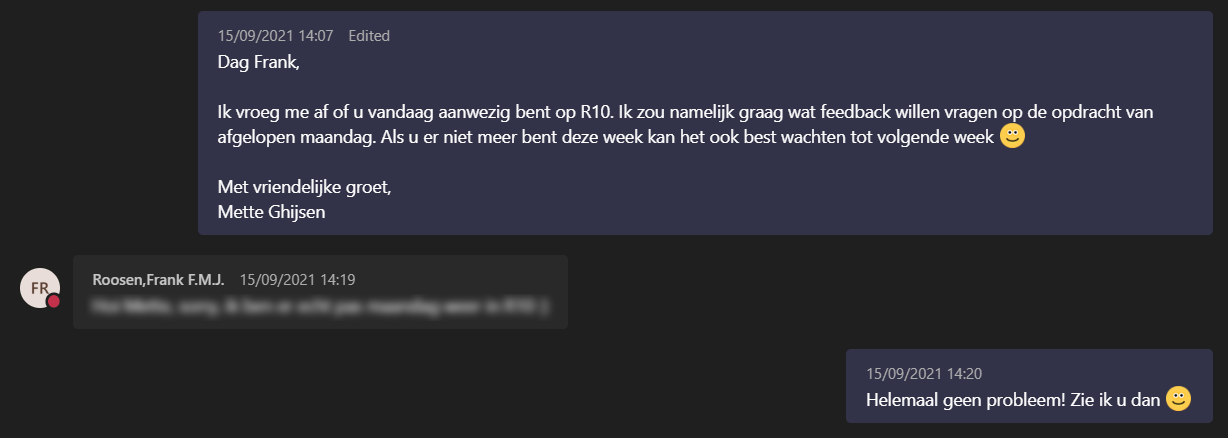 15/09/2021 14:07 Edited
Dag Frank,
Ik vroeg me af of u vandaag aanwezig bent op R10. Ik zou namelijk graag wat feedback willen vragen op de opdracht van
afgelopen maandag. Als u er niet meer bent deze week kan het ook best wachten tot volgende week
Met vriendelijke groet,
Mette Ghijsen
FR
Roosen,Frank F.M.J. 15/09/2021 14:19
15/09/2021 14:20
Helemaal geen probleem! Zie ik u dan